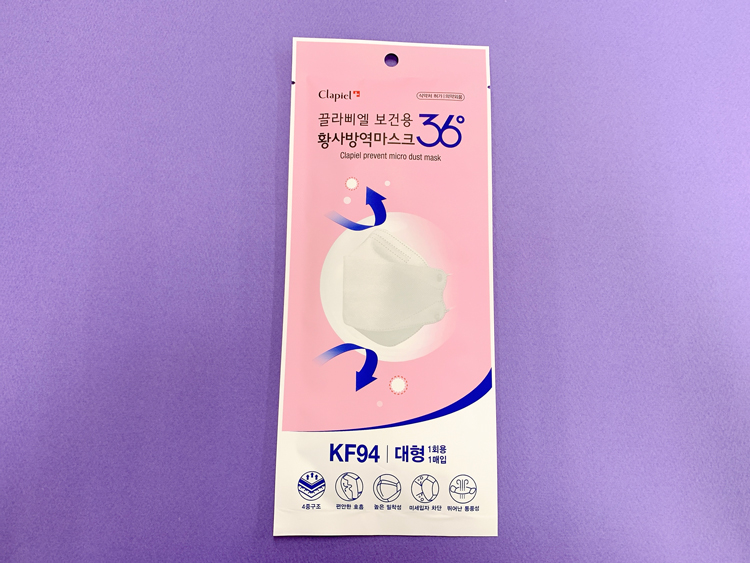 Clapiel
식약처 허가 | 의약외품
끌라삐엘 보건용
황사방역마스크 36°
Clapiel prevent micro dust mask
KF94 | 대형 1회용
1매입
4중구조 편안한 호흡 높은 밀착성 미세입자 차단 뛰어난 통풍성